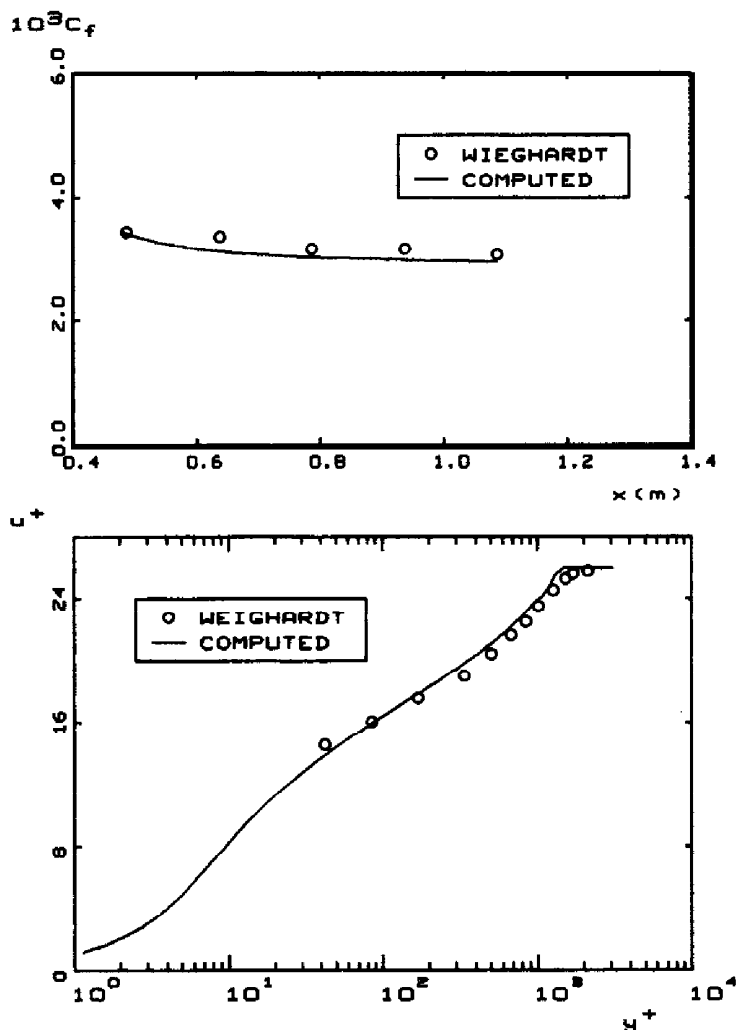 10³C_f
6.0
4.0
2.0
0.0
WIEGHARDT
COMPUTED
0.4 0.6 0.8 1.0 1.2 1.4
x(m)
u⁺
24
16
8
0
WEIGHARDT
COMPUTED
10⁰ 10¹ 10² 10³ 10⁴
y⁺